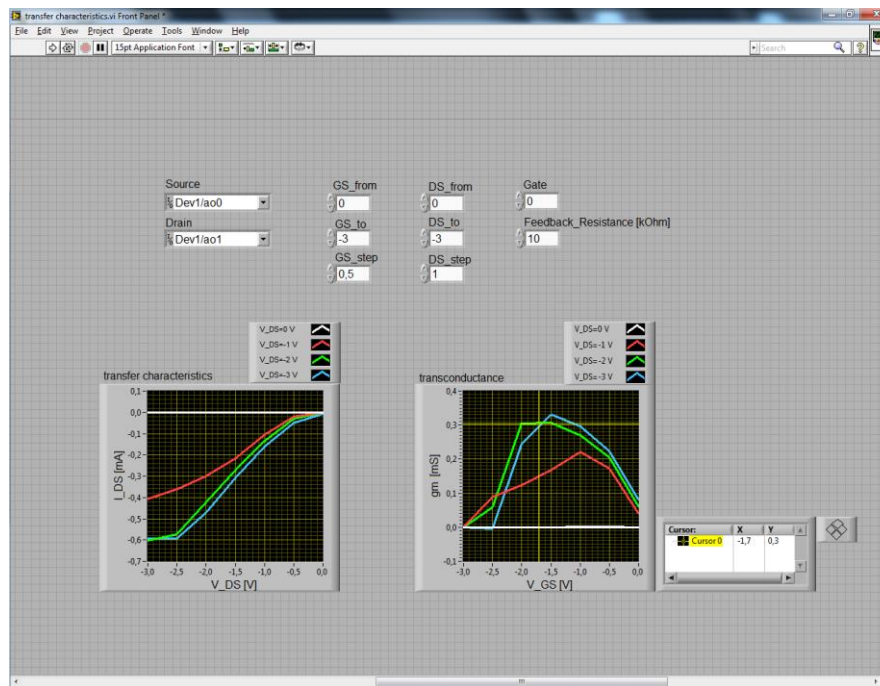 transfer characteristics.vi Front Panel *
File Edit View Project Operate Tools Window Help
15pt Application Font
Search
Source
GS_from
DS_from
Gate
Dev1/ao0
0
0
0
Drain
GS_to
DS_to
Feedback_Resistance [kOhm]
Dev1/ao1
-3
-3
10
GS_step
DS_step
0,5
1
V_DS=0 V
V_DS=-1 V
V_DS=-2 V
V_DS=-3 V
transfer characteristics
0,1
0,0
-0,1
-0,2
-0,3
-0,4
-0,5
-0,6
-0,7
I_DS [mA]
-3,0 -2,5 -2,0 -1,5 -1,0 -0,5 0,0
V_DS [V]
V_DS=0 V
V_DS=-1 V
V_DS=-2 V
V_DS=-3 V
transconductance
0,4
0,3
0,2
0,1
0,0
-0,1
gm [mS]
-3,0 -2,5 -2,0 -1,5 -1,0 -0,5 0,0
V_GS [V]
Cursor: X Y
Cursor 0 -1,7 0,3